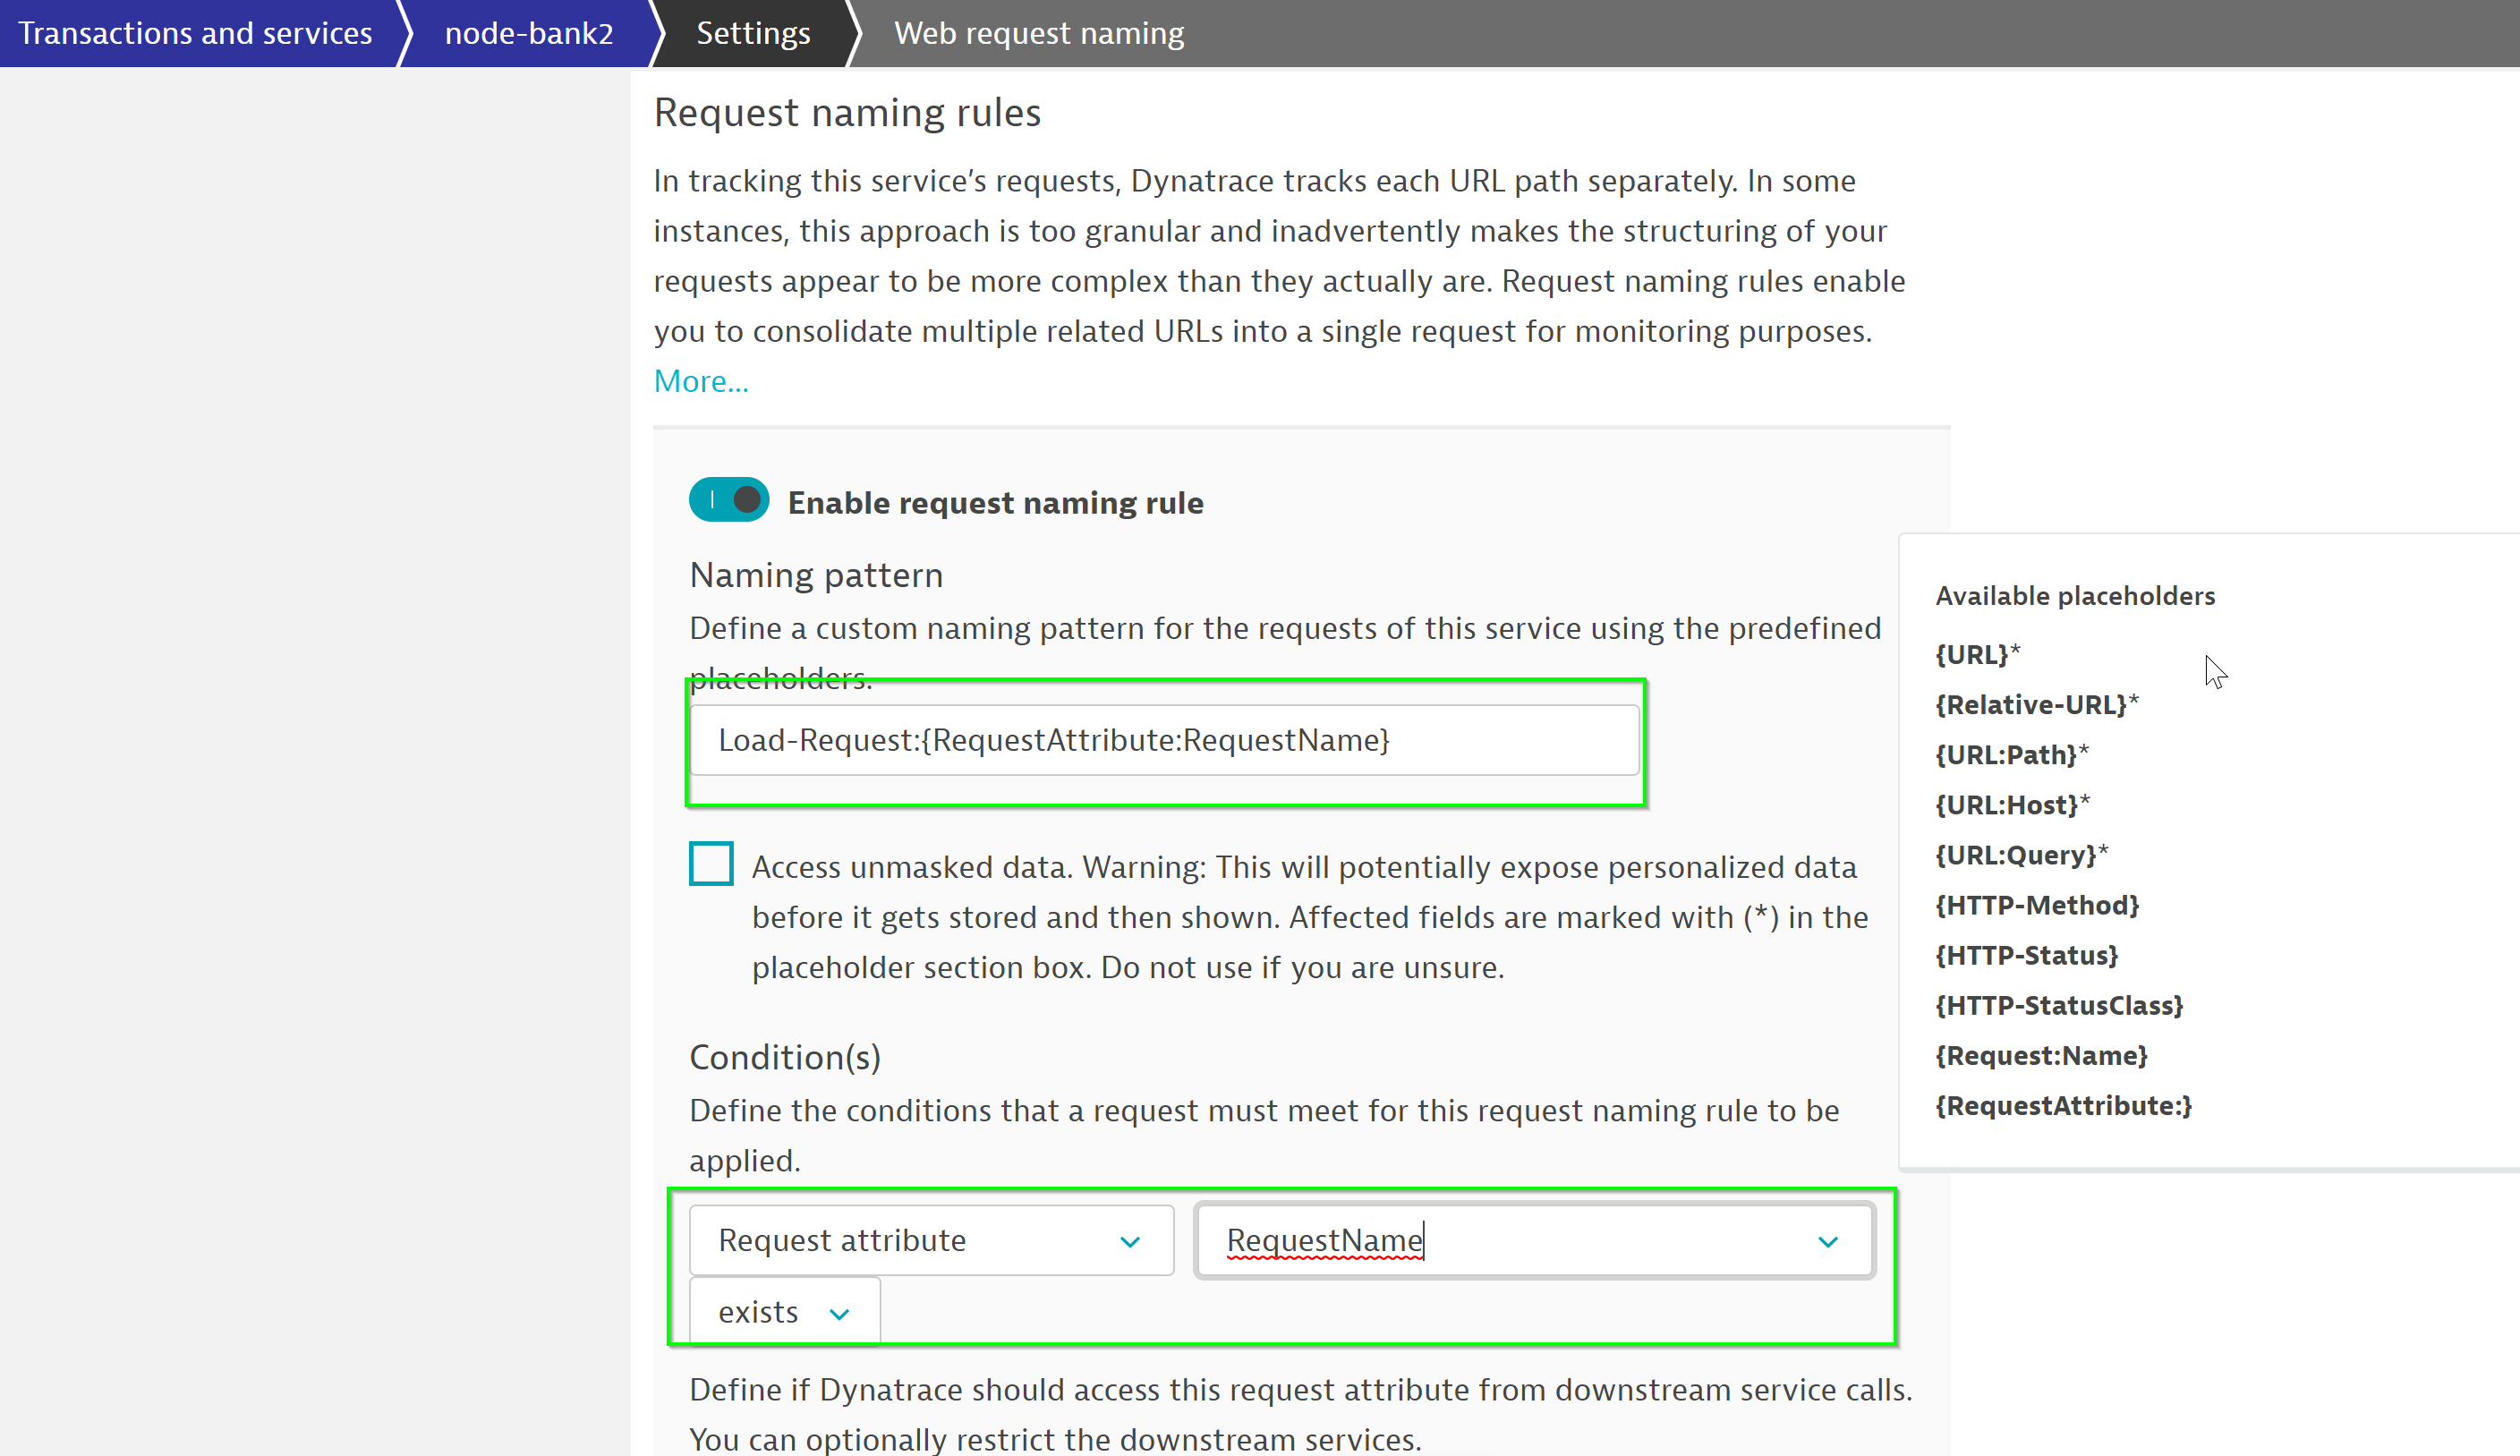 Transactions and services node-bank2 Settings Web request naming
Request naming rules
In tracking this service’s requests, Dynatrace tracks each URL path separately. In some
instances, this approach is too granular and inadvertently makes the structuring of your
requests appear to be more complex than they actually are. Request naming rules enable
you to consolidate multiple related URLs into a single request for monitoring purposes.
More...
Enable request naming rule
Naming pattern
Define a custom naming pattern for the requests of this service using the predefined
placeholders.
Load-Request:{RequestAttribute:RequestName}
Access unmasked data. Warning: This will potentially expose personalized data
before it gets stored and then shown. Affected fields are marked with (*) in the
placeholder section box. Do not use if you are unsure.
Condition(s)
Define the conditions that a request must meet for this request naming rule to be
applied.
Request attribute RequestName
exists
Define if Dynatrace should access this request attribute from downstream service calls.
You can optionally restrict the downstream services.
Available placeholders
{URL}*
{Relative-URL}*
{URL:Path}*
{URL:Host}*
{URL:Query}*
{HTTP-Method}
{HTTP-Status}
{HTTP-StatusClass}
{Request:Name}
{RequestAttribute:}